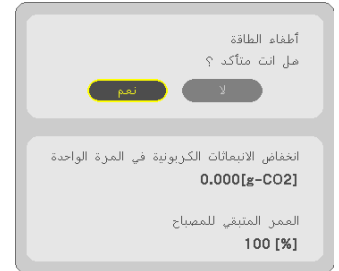 أطفاء الطاقة
هل انت متأكد ؟
نعم
لا
انخفاض الانبعاثات الكربونية في المرة الواحدة
0.000[g-CO2]
العمر المتبقي للمصباح
100 [%]